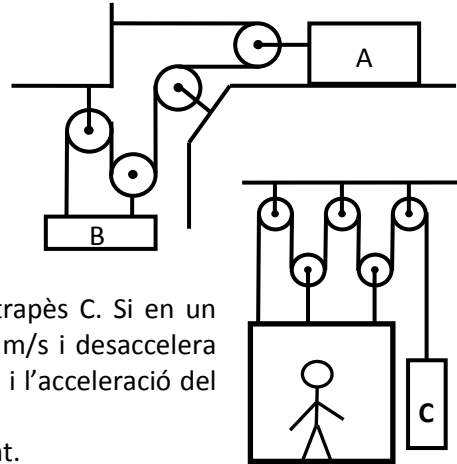 A
B
trapès C. Si en un
m/s i desaccelera
i l’acceleració del
nt.
C